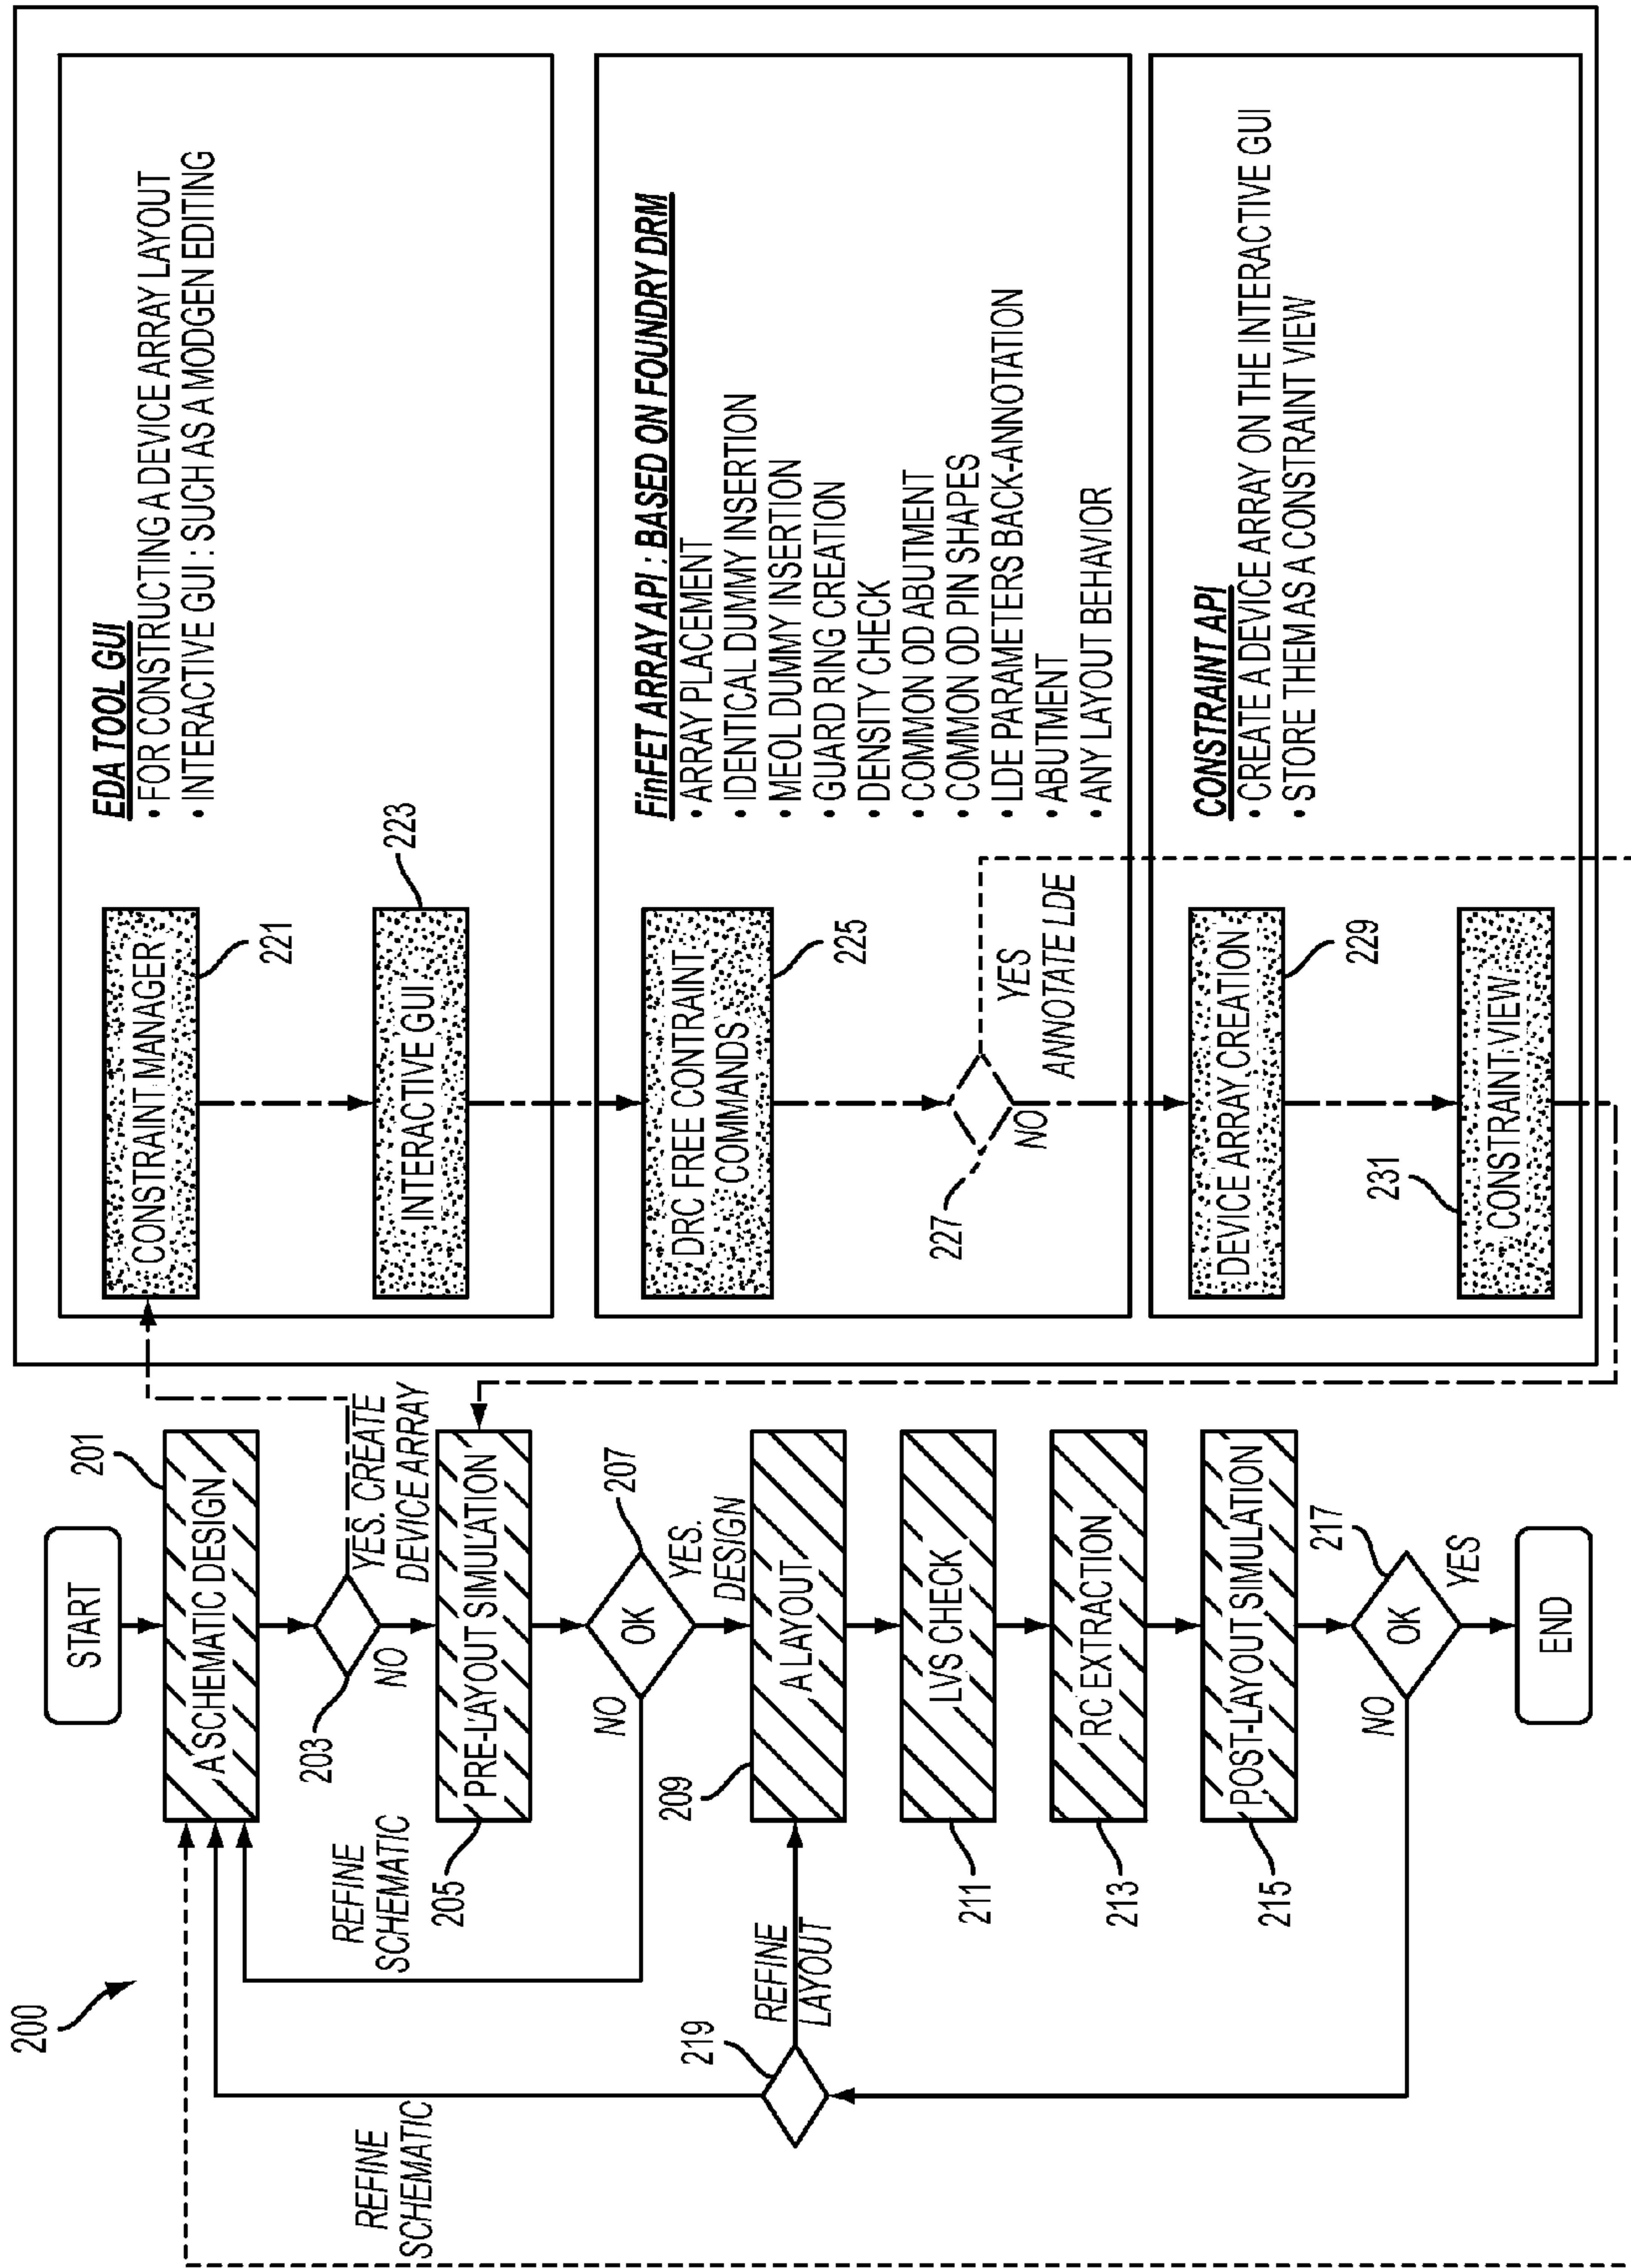 200
START
A SCHEMATIC DESIGN
201
203
YES. CREATE
DEVICE ARRAY
NO
PRE-LAYOUT SIMULATION
205
REFINE
SCHEMATIC
OK
207
NO
YES.
DESIGN
A LAYOUT
209
REFINE
LAYOUT
219
REFINE
SCHEMATIC
LVS CHECK
211
RC EXTRACTION
213
POST-LAYOUT SIMULATION
215
OK
217
NO
YES
END
EDA TOOL GUI
• FOR CONSTRUCTING A DEVICE ARRAY LAYOUT
• INTERACTIVE GUI : SUCH AS A MODGEN EDITING
CONSTRAINT MANAGER
221
INTERACTIVE GUI
223
FinFET ARRAY API : BASED ON FOUNDRY DRM
• ARRAY PLACEMENT
• IDENTICAL DUMMY INSERTION
• MEOL DUMMY INSERTION
• GUARD RING CREATION
• DENSITY CHECK
• COMMON OD ABUTMENT
• COMMON OD PIN SHAPES
• LDE PARAMETERS BACK-ANNOTATION
• ABUTMENT
• ANY LAYOUT BEHAVIOR
DRC FREE CONTRAINT
COMMANDS
225
227
YES
ANNOTATE LDE
NO
CONSTRAINT API
• CREATE A DEVICE ARRAY ON THE INTERACTIVE GUI
• STORE THEM AS A CONSTRAINT VIEW
DEVICE ARRAY CREATION
229
231
CONSTRAINT VIEW